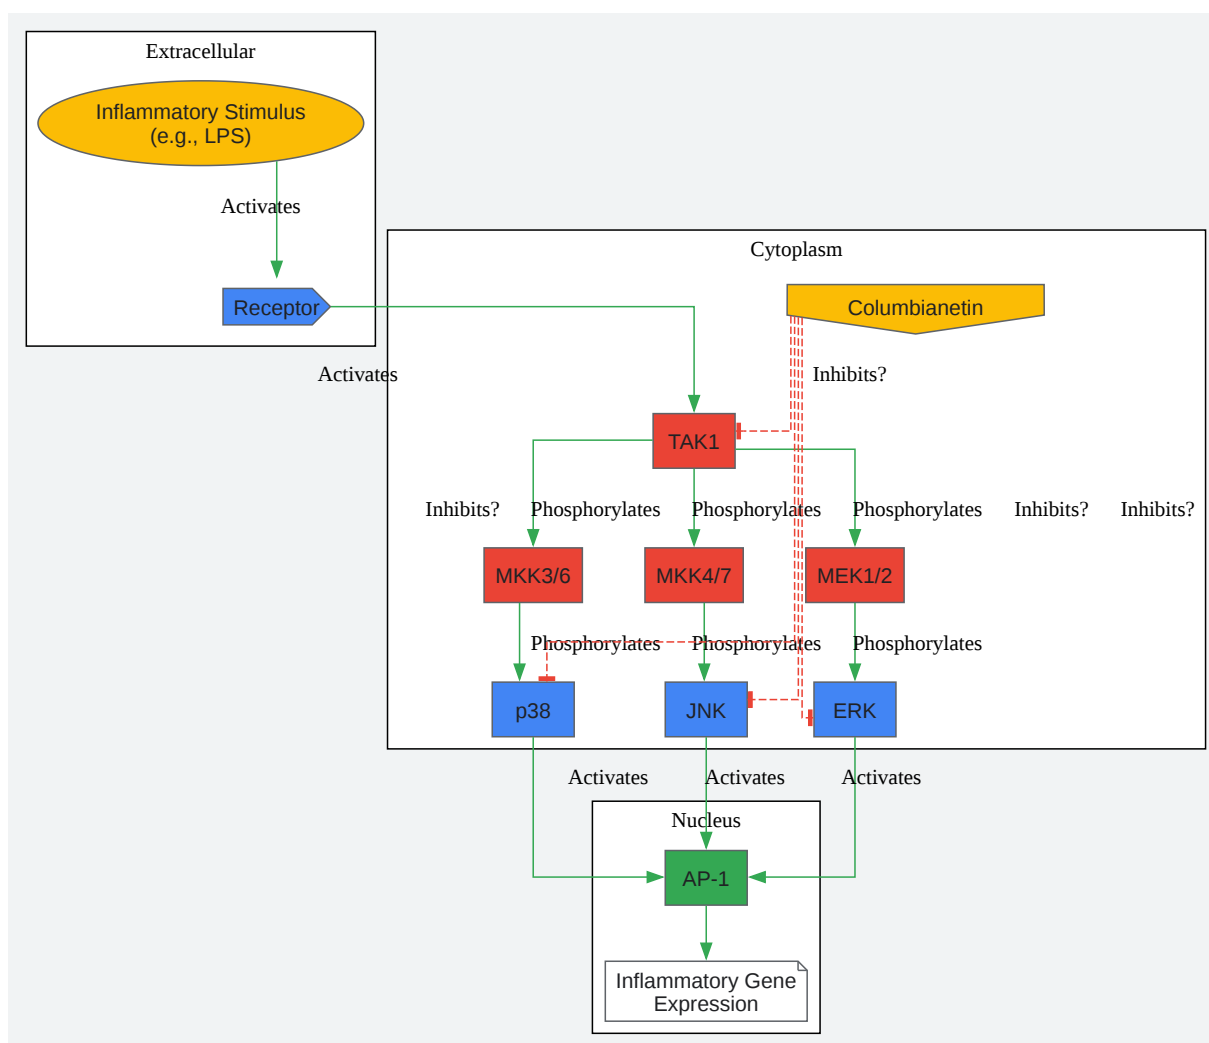 Extracellular
Inflammatory Stimulus
(e.g., LPS)
Activates
Receptor
Cytoplasm
Columbianetin
Activates
Inhibits?
TAK1
Inhibits?
Phosphorylates
Phosphorylates
Phosphorylates
Inhibits?
Inhibits?
MKK3/6
MKK4/7
MEK1/2
Phosphorylates
Phosphorylates
Phosphorylates
p38
JNK
ERK
Activates
Activates
Activates
Nucleus
AP-1
Inflammatory Gene
Expression